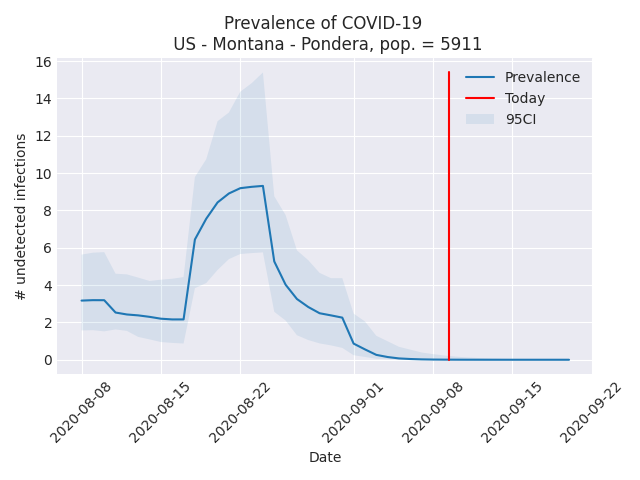 Prevalence of COVID-19
US - Montana - Pondera, pop. = 5911
16
14
12
10
8
6
4
2
0
# undetected infections
Prevalence
Today
95CI
2020-08-08
2020-08-15
2020-08-22
2020-09-01
2020-09-08
2020-09-15
2020-09-22
Date